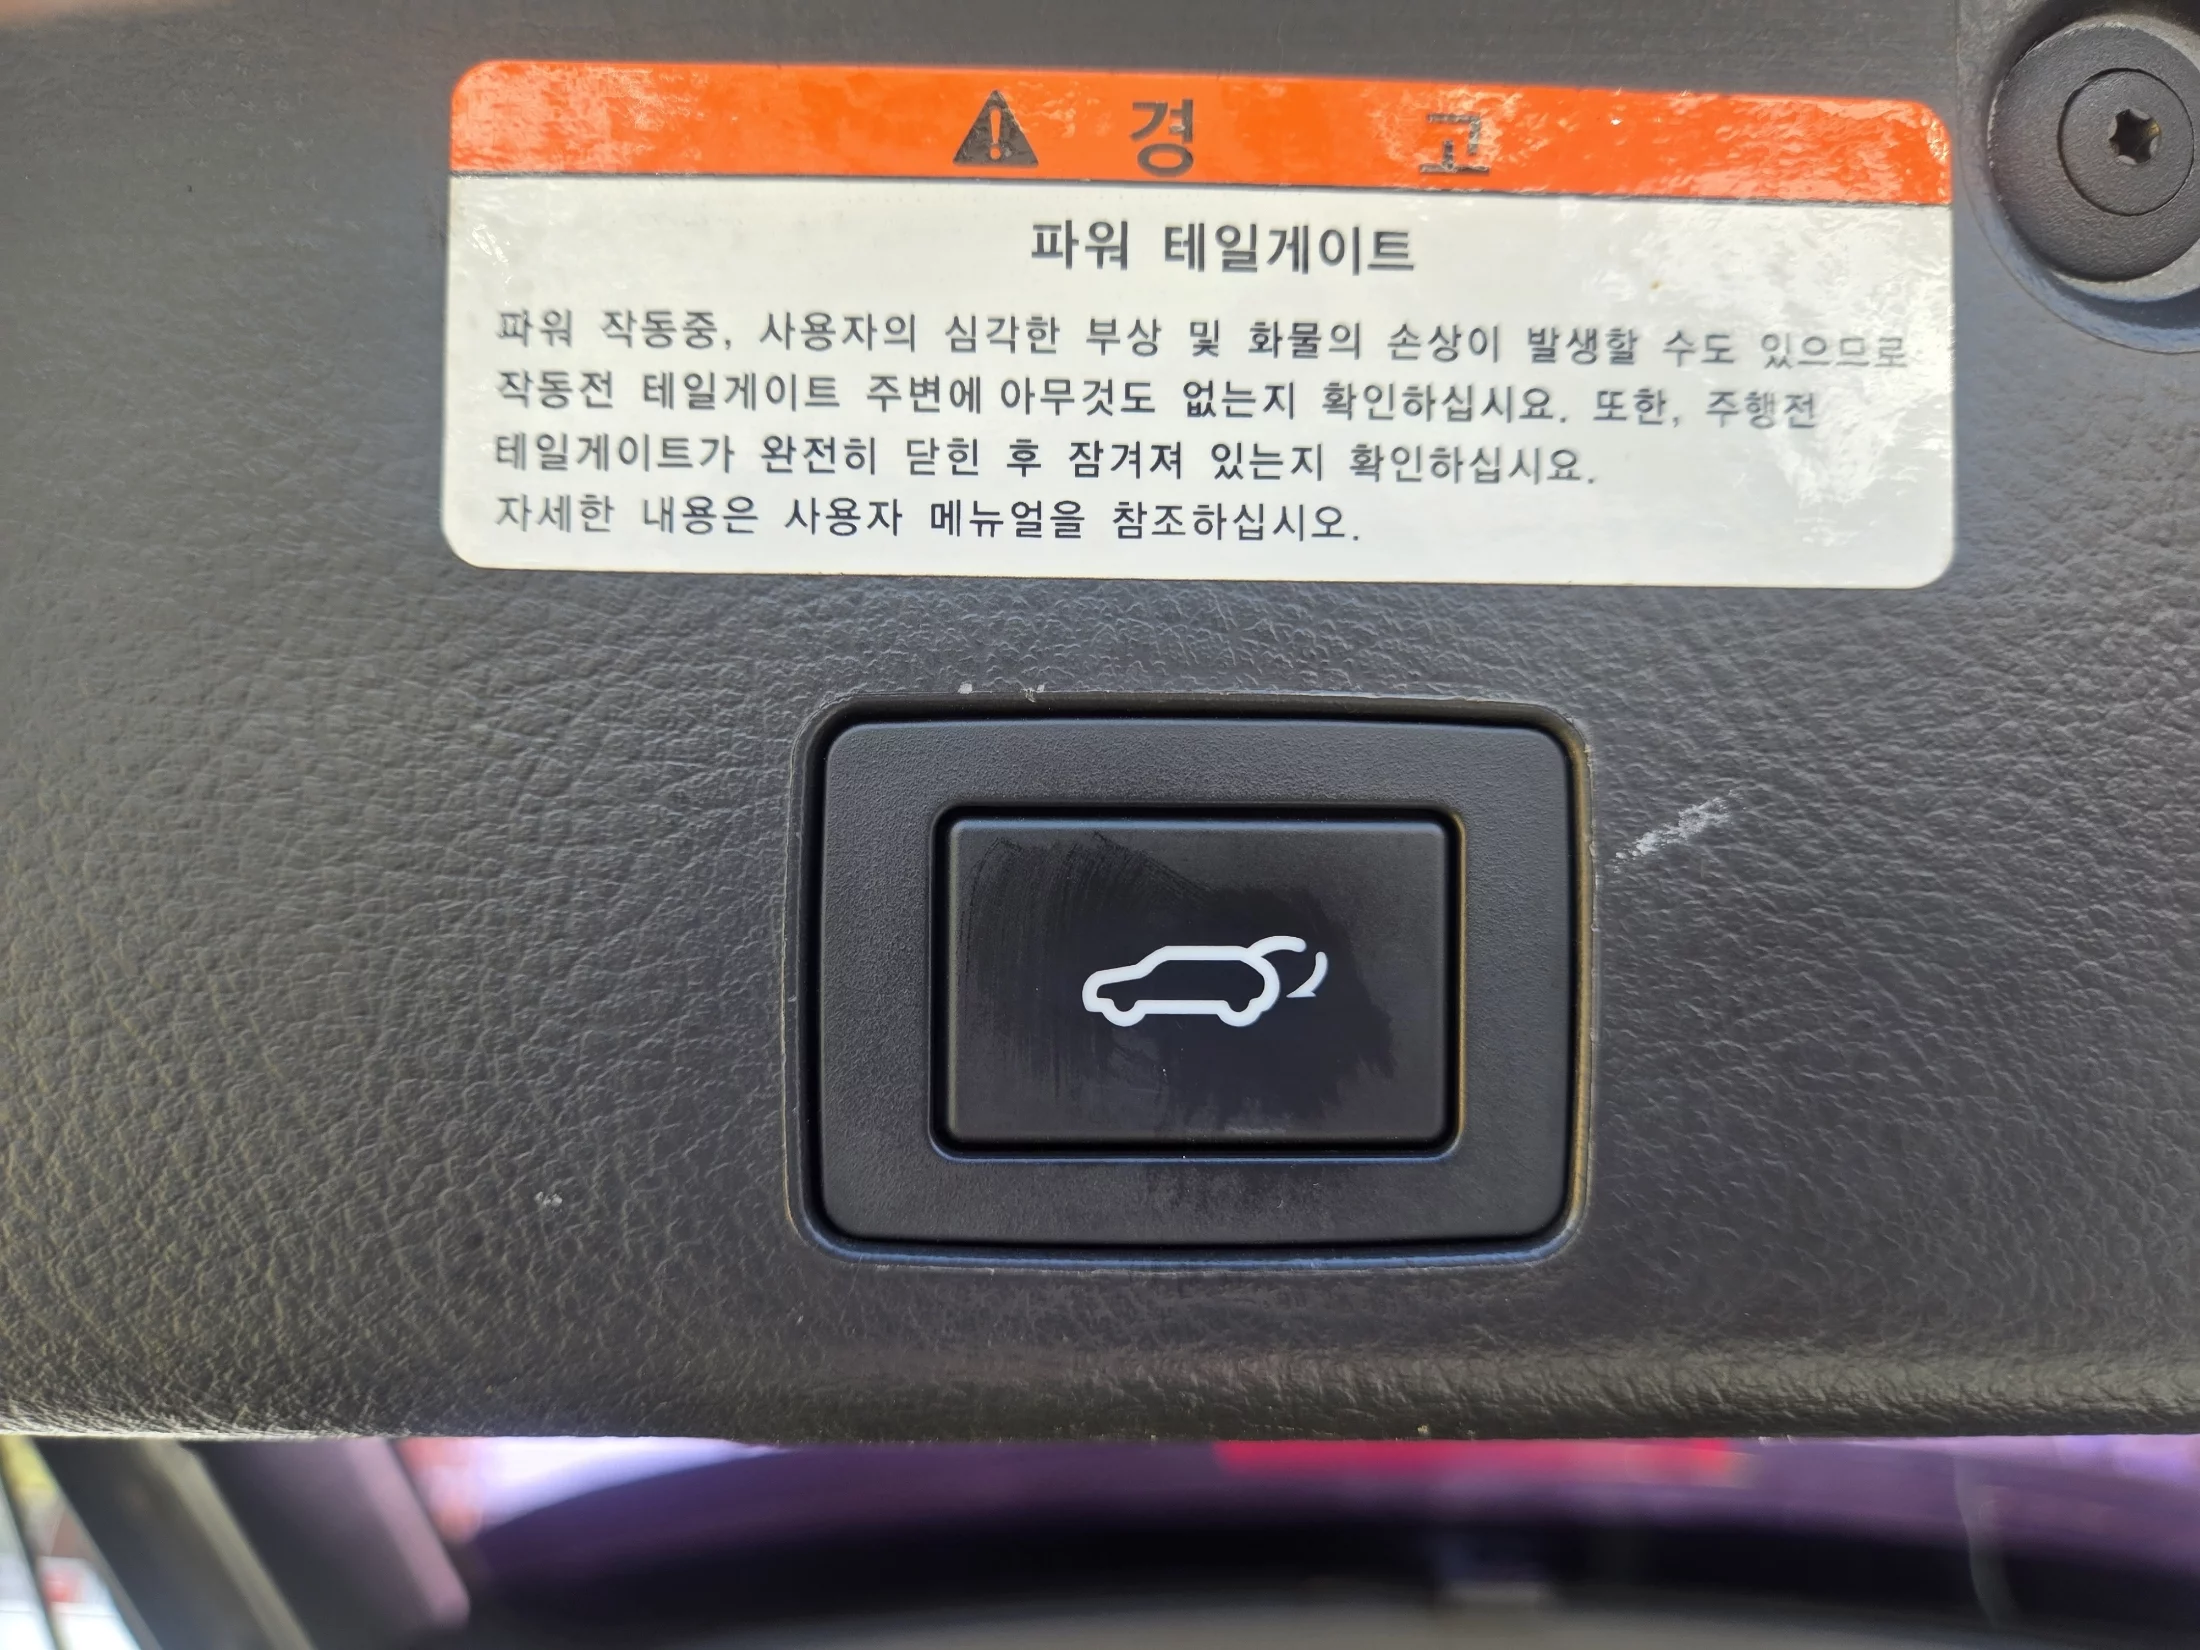 경 고
파워 테일게이트
파워 작동중, 사용자의 심각한 부상 및 화물의 손상이 발생할 수도 있으므로
작동전 테일게이트 주변에 아무것도 없는지 확인하십시요. 또한, 주행전
테일게이트가 완전히 닫힌 후 잠겨져 있는지 확인하십시요.
자세한 내용은 사용자 메뉴얼을 참조하십시오.